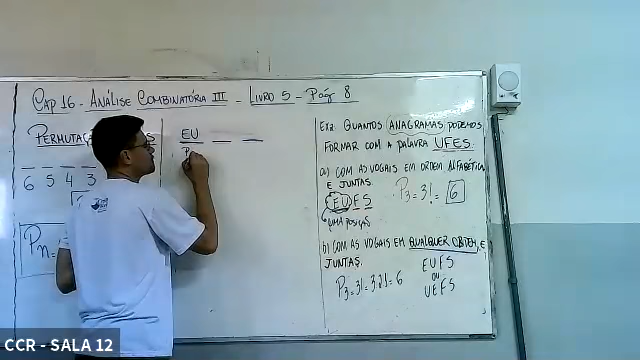 CAP 16 - ANÁLISE COMBINATÓRIA III - LIVRO 5 - PÁG 8
6 5 4 3
Pn=
EU
P
EX: QUANTOS ANAGRAMAS PODEMOS
FORMAR COM A PALAVRA UFES.
a) COM AS VOGAIS EM ORDEM ALFABÉTICA
E JUNTAS.
P3 = 3! = 6
EU F S
UMA POSIÇÃO
b) COM AS VOGAIS EM QUALQUER ORDEM, E
JUNTAS.
EUFS
OU
UEFS
P3=3!=3.2.1=6
CCR - SALA 12